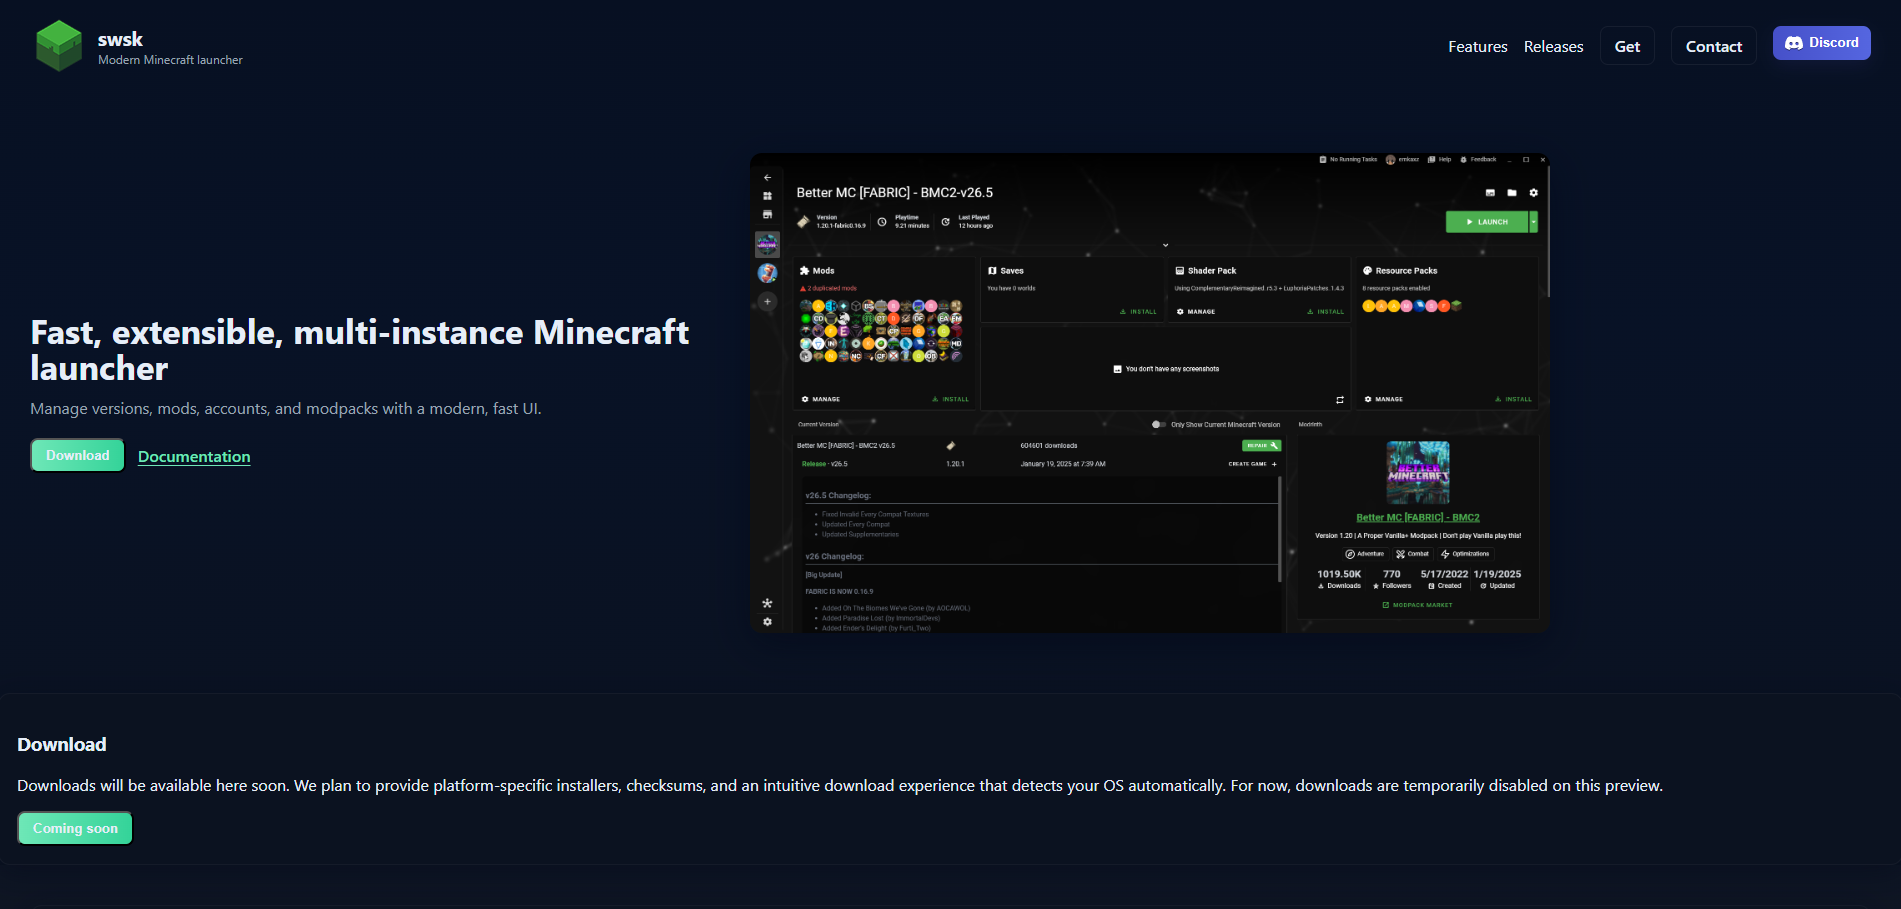 swsk
Modern Minecraft launcher
Features
Releases
Get
Contact
Discord
Fast, extensible, multi-instance Minecraft
launcher
Manage versions, mods, accounts, and modpacks with a modern, fast UI.
Download
Documentation
No Running Tasks
emkaxz
Help
Feedback
Better MC [FABRIC] - BMC2-v26.5
Version
1.20.1-fabric0.16.9
Playtime
9.21 minutes
Last Played
12 hours ago
LAUNCH
Mods
2 duplicated mods
MANAGE
INSTALL
Saves
You have 0 worlds
INSTALL
Shader Pack
Using ComplementaryReimagined_r5.3 + EuphoriaPatches_1.4.3
MANAGE
INSTALL
Resource Packs
8 resource packs enabled
MANAGE
INSTALL
You don't have any screenshots
Current Version
Only Show Current Minecraft Version
Modrinth
Better MC [FABRIC] - BMC2 v26.5
604601 downloads
REPAIR
Release - v26.5
1.20.1
January 19, 2025 at 7:39 AM
CREATE GAME +
v26.5 Changelog:
Fixed Invalid Every Compat Textures
Updated Every Compat
Updated Supplementaries
v26 Changelog:
[Big Update]
FABRIC IS NOW 0.16.9
Added Oh The Biomes We've Gone (by AOCAWOL)
Added Paradise Lost (by ImmortalDevs)
Added Ender's Delight (by Furti_Two)
BETTER
MINECRAFT
Better MC [FABRIC] - BMC2
Version 1.20 | A Proper Vanilla+ Modpack | Don't play Vanilla play this!
Adventure
Combat
Optimizations
1019.50K
Downloads
770
Followers
5/17/2022
Created
1/19/2025
Updated
MODPACK MARKET
Download
Downloads will be available here soon. We plan to provide platform-specific installers, checksums, and an intuitive download experience that detects your OS automatically. For now, downloads are temporarily disabled on this preview.
Coming soon